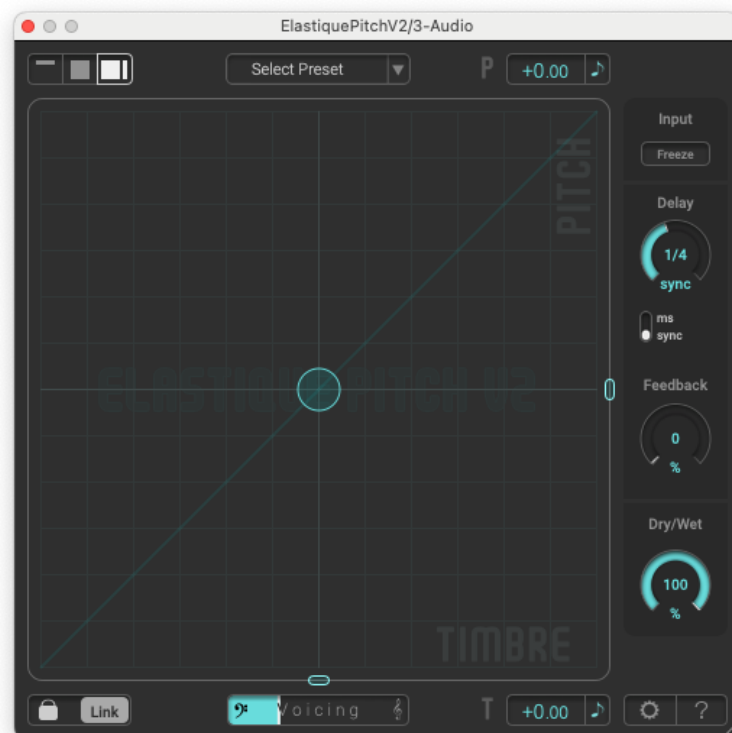 ElastiquePitchV2/3-Audio
Select Preset
P
+0.00
PITCH
Input
Freeze
Delay
1/4
sync
ms
sync
ELASTIQUE PITCH V2
Feedback
0
%
Dry/Wet
100
%
TIMBRE
Link
Voicing
T
+0.00
?